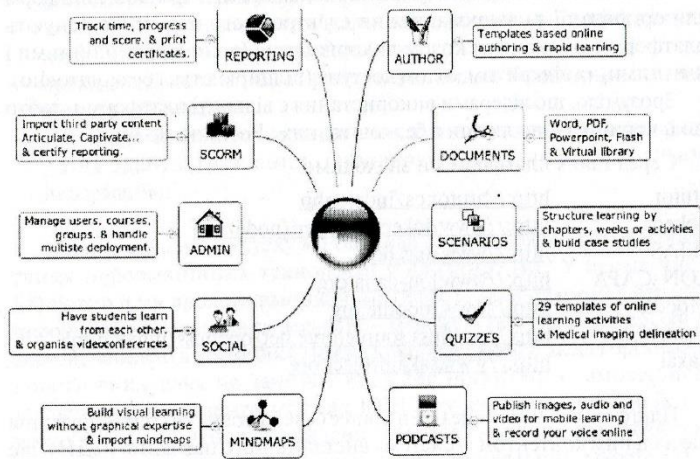 Track time, progress
and score. & print
certificates.
REPORTING
AUTHOR
Templates based online
authoring & rapid learning
Import third party content
Articulate, Captivate...
& certify reporting.
SCORM
DOCUMENTS
Word, PDF,
Powerpoint, Flash
& Virtual library
Manage users, courses,
groups. & handle
multiste deployment.
ADMIN
SCENARIOS
Structure learning by
chapters, weeks or activities
& build case studies
Have students learn
from each other.
& organise videoconferences
SOCIAL
QUIZZES
29 templates of online
learning activities
& Medical imaging delineation
Build visual learning
without graphical expertise
& import mindmaps
MINDMAPS
PODCASTS
Publish images, audio and
video for mobile learning
& record your voice online